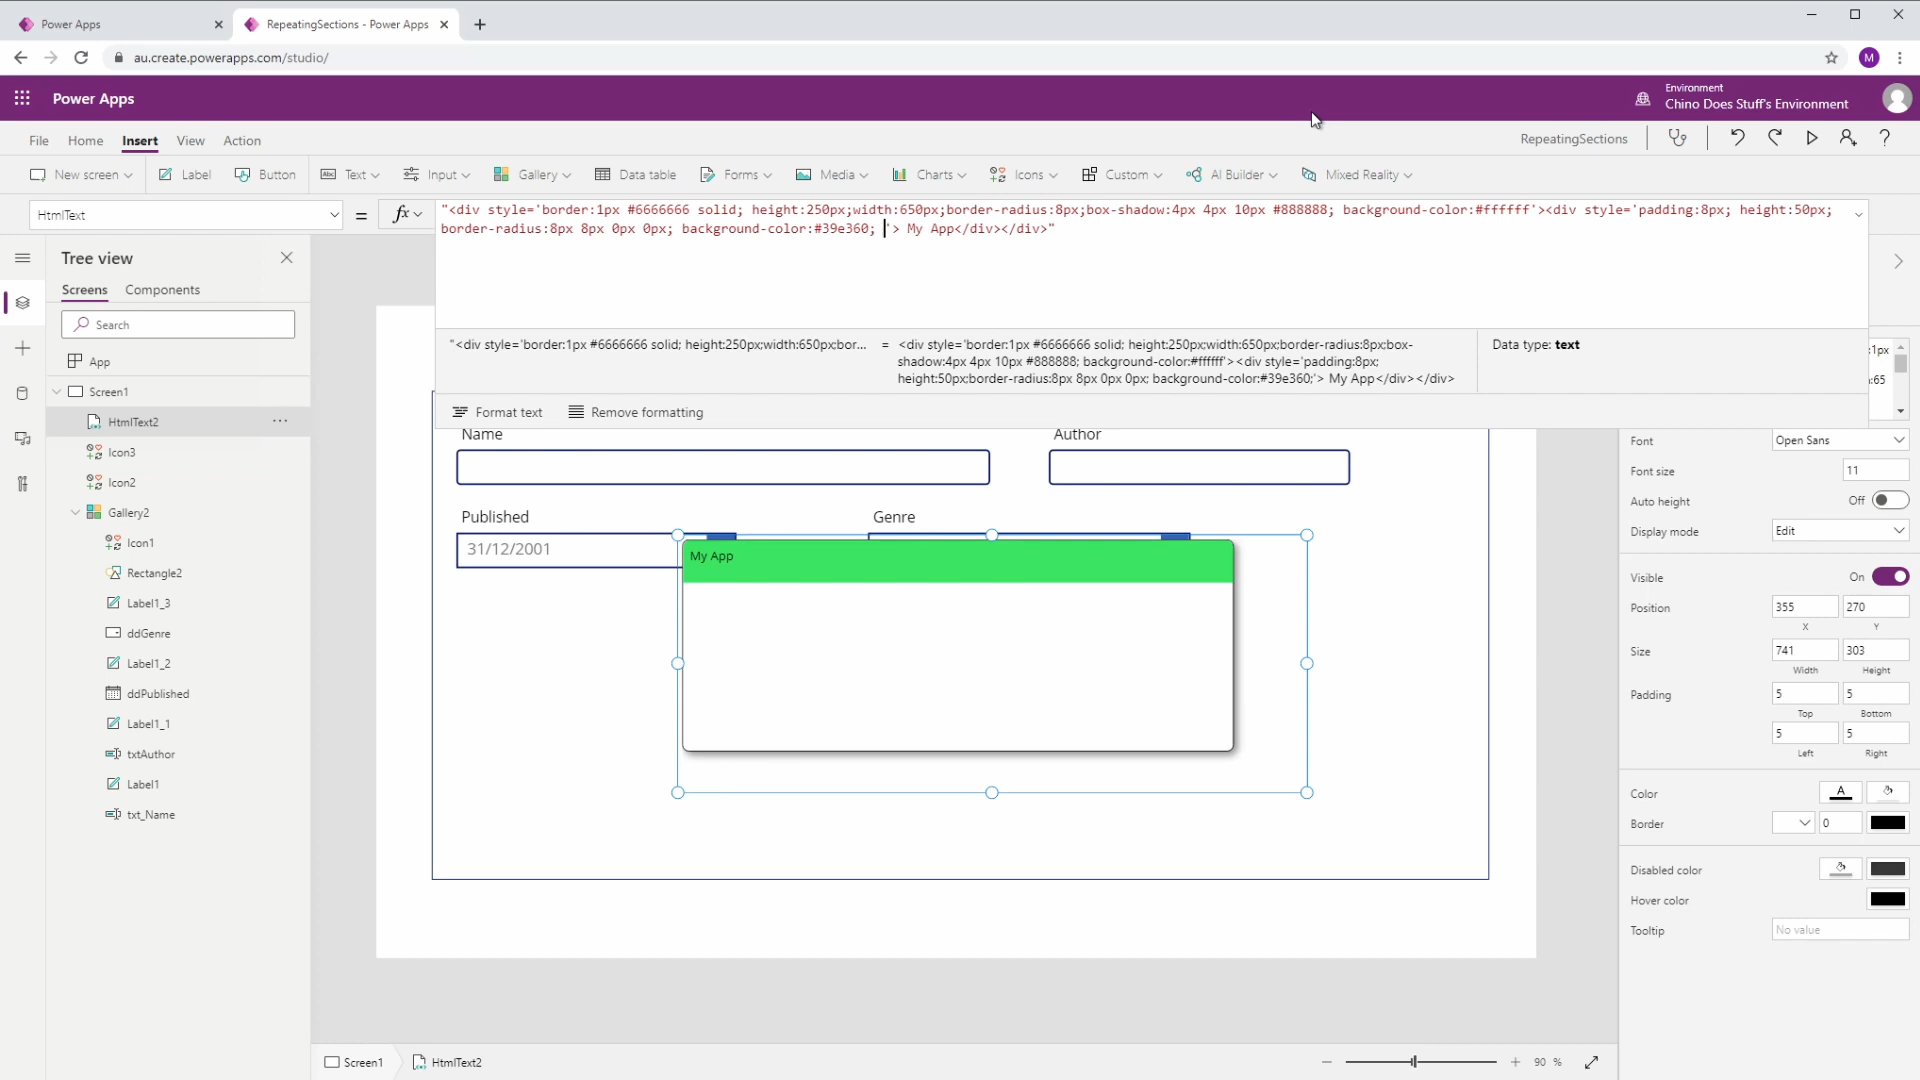 Power Apps
RepeatingSections - Power Apps
au.create.powerapps.com/studio/
M
Power Apps
Environment
Chino Does Stuff's Environment
File Home Insert View Action
RepeatingSections
New screen Label Button Text Input Gallery Data table Forms Media Charts Icons Custom AI Builder Mixed Reality
HtmlText = fx
"<div style='border:1px #6666666 solid; height:250px;width:650px;border-radius:8px;box-shadow:4px 4px 10px #888888; background-color:#ffffff'><div style='padding:8px; height:50px;
border-radius:8px 8px 0px 0px; background-color:#39e360; '> My App</div></div>"
Tree view
Screens Components
Search
App
Screen1
HtmlText2
Icon3
Icon2
Gallery2
Icon1
Rectangle2
Label1_3
ddGenre
Label1_2
ddPublished
Label1_1
txtAuthor
Label1
txt_Name
"<div style='border:1px #6666666 solid; height:250px;width:650px;bor... = <div style='border:1px #6666666 solid; height:250px;width:650px;border-radius:8px;box-
shadow:4px 4px 10px #888888; background-color:#ffffff'><div style='padding:8px;
height:50px;border-radius:8px 8px 0px 0px; background-color:#39e360;'> My App</div></div>
Data type: text
Format text Remove formatting
Name
Author
Published
Genre
31/12/2001
My App
:1px
:65
Font Open Sans
Font size 11
Auto height Off
Display mode Edit
Visible On
Position 355 270
X Y
Size 741 303
Width Height
Padding 5 5
Top Bottom
5 5
Left Right
Color A
Border 0
Disabled color
Hover color
Tooltip No value
Screen1 HtmlText2
90 %